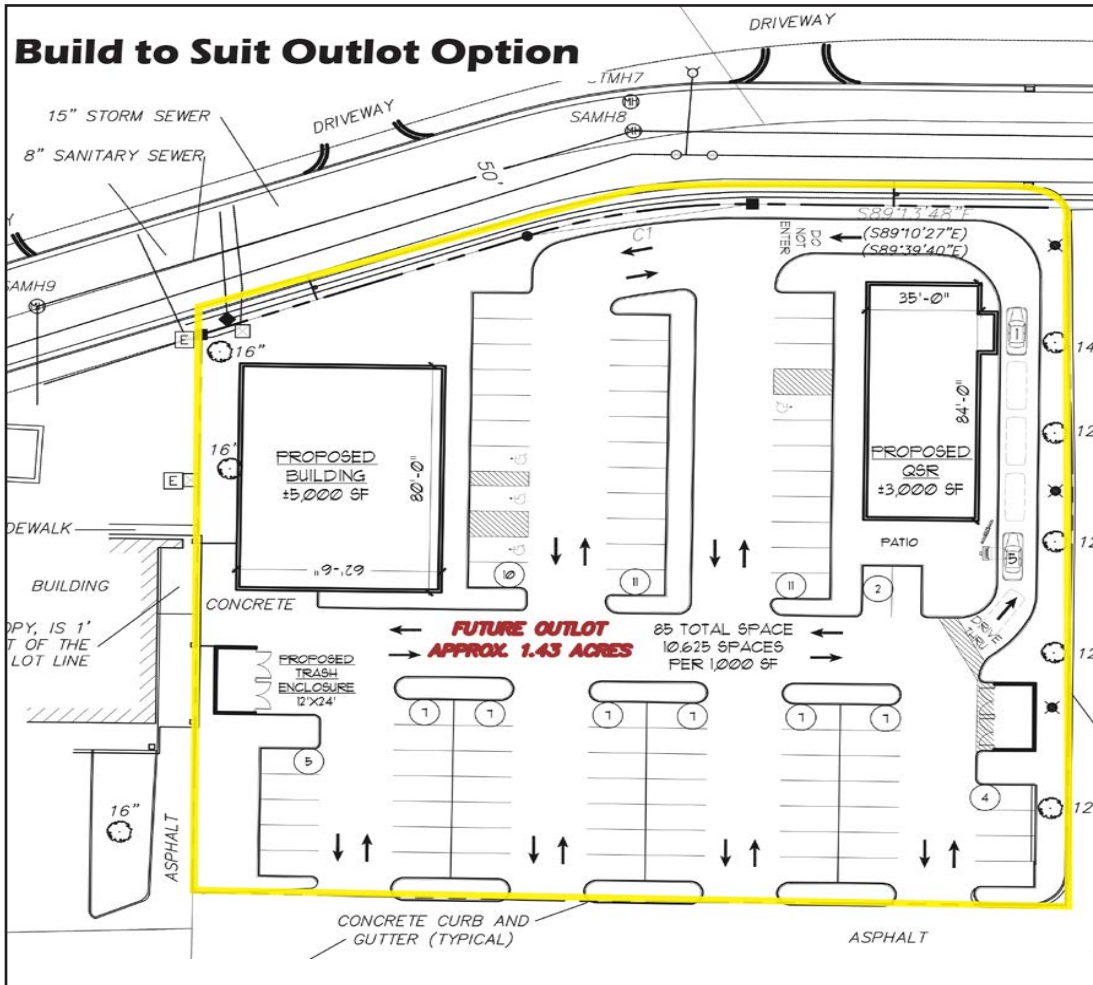 Build to Suit Outlot Option
DRIVEWAY
15" STORM SEWER
8" SANITARY SEWER
DRIVEWAY
STMH7
MH
SAMH8
MH
50'
SAMH9
MH
C1
DO
NOT
ENTER
S89°13'48"E
(S89°10'27"E)
(S89°39'40"E)
E
16"
16"
E
35'-0"
84'-0"
1
PROPOSED
BUILDING
±5,000 SF
80'-0"
62'-6"
PROPOSED
QSR
±3,000 SF
PATIO
5
14
12
12
12
12
DEWALK
BUILDING
OPY, IS 1'
T OF THE
LOT LINE
CONCRETE
10
11
11
2
FUTURE OUTLOT
APPROX. 1.43 ACRES
85 TOTAL SPACE
10.625 SPACES
PER 1,000 SF
DRIVE
THRU
PROPOSED
TRASH
ENCLOSURE
12'X24'
7
7
7
7
7
7
5
4
16"
ASPHALT
CONCRETE CURB AND
GUTTER (TYPICAL)
ASPHALT